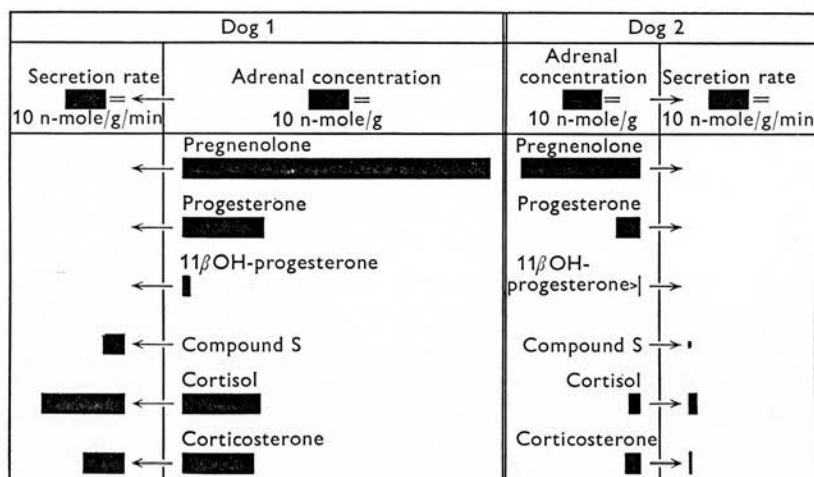 Dog 1
Dog 2
Secretion rate
=
10 n-mole/g/min
Adrenal concentration
=
10 n-mole/g
Adrenal
concentration
=
10 n-mole/g
Secretion rate
=
10 n-mole/g/min
Pregnenolone
Pregnenolone
Progesterone
Progesterone
11βOH-progesterone
11βOH-
progesterone>
Compound S
Compound S
Cortisol
Cortisol
Corticosterone
Corticosterone